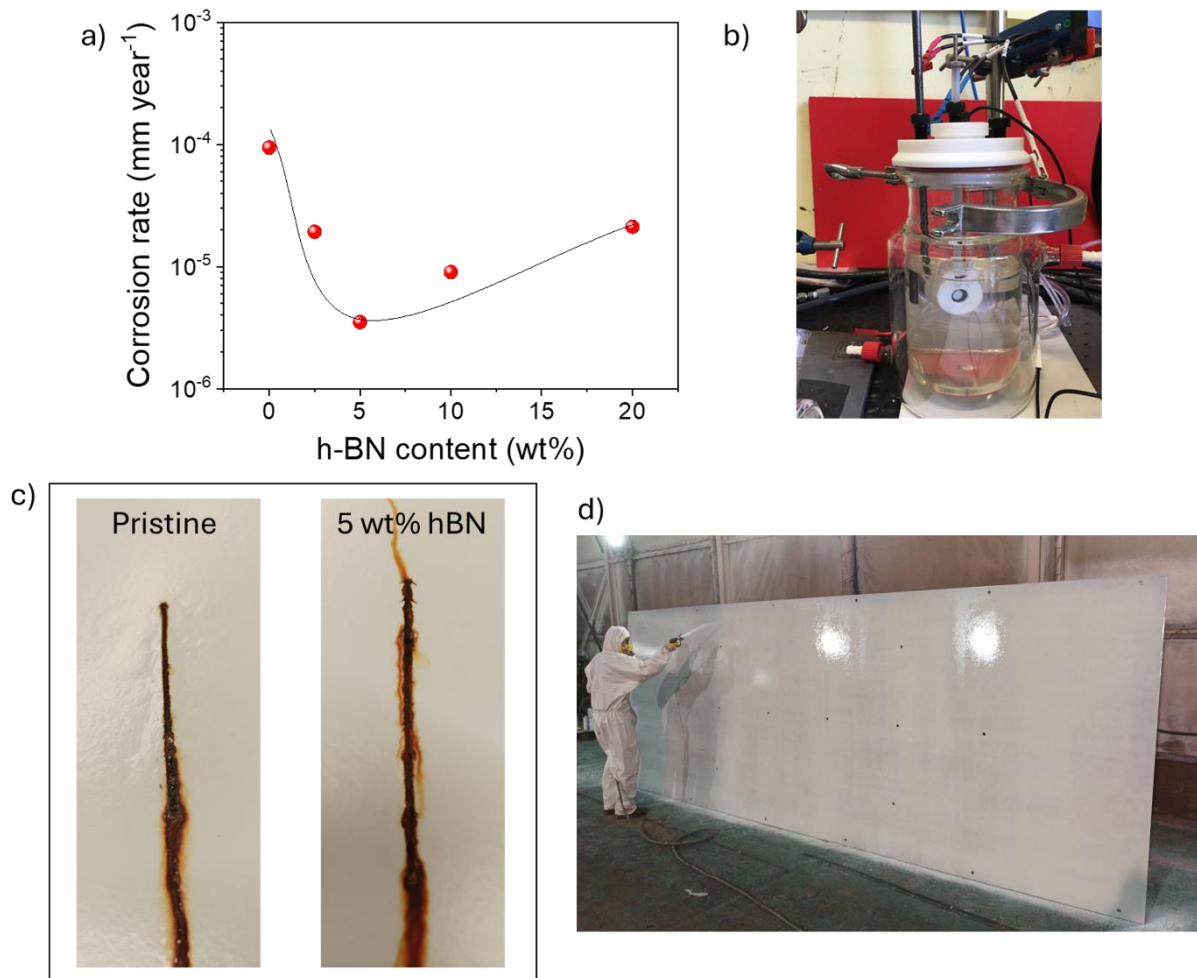 a)
Corrosion rate (mm year⁻¹)
10⁻³
10⁻⁴
10⁻⁵
10⁻⁶
0
5
10
15
20
h-BN content (wt%)
b)
c)
Pristine
5 wt% hBN
d)